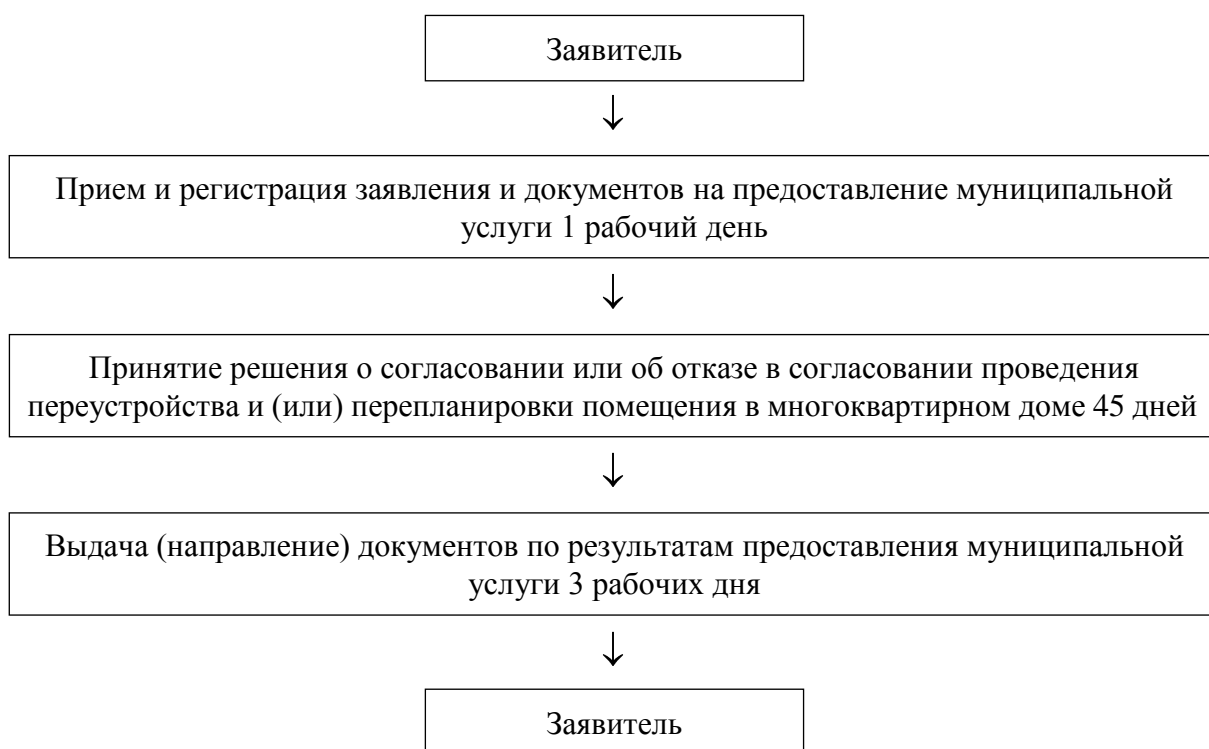 Заявитель
Прием и регистрация заявления и документов на предоставление муниципальной
услуги 1 рабочий день
Принятие решения о согласовании или об отказе в согласовании проведения
переустройства и (или) перепланировки помещения в многоквартирном доме 45 дней
Выдача (направление) документов по результатам предоставления муниципальной
услуги 3 рабочих дня
Заявитель